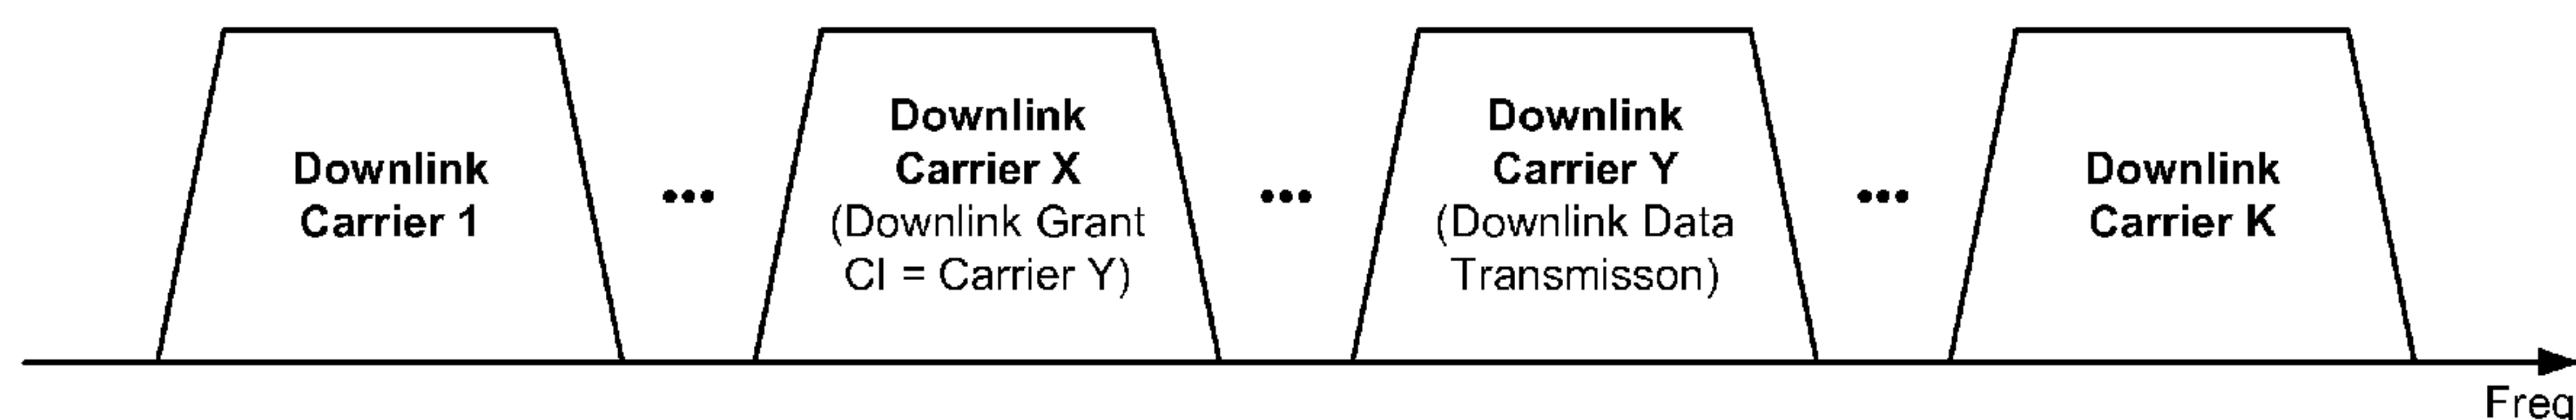 Downlink
Carrier 1
•••
Downlink
Carrier X
(Downlink Grant
CI = Carrier Y)
•••
Downlink
Carrier Y
(Downlink Data
Transmisson)
•••
Downlink
Carrier K
Freq